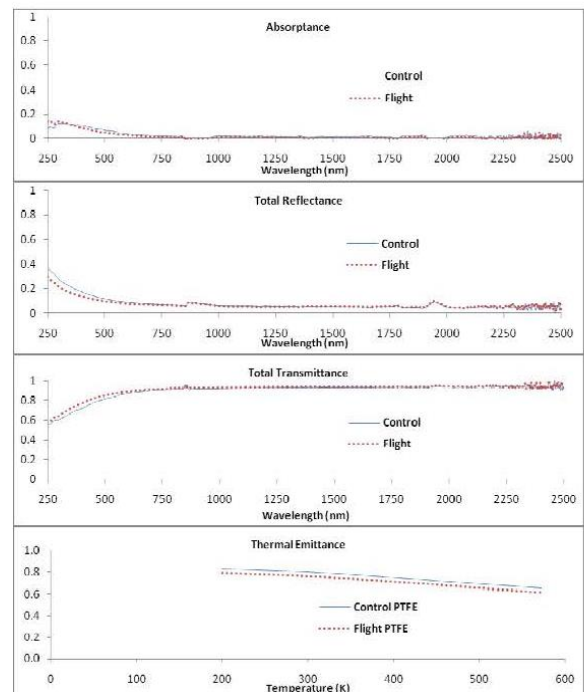 Absorptance
1
0.8
0.6
0.4
0.2
0
Control
Flight
250 500 750 1000 1250 1500 1750 2000 2250 2500
Wavelength (nm)
Total Reflectance
1
0.8
0.6
0.4
0.2
0
Control
Flight
250 500 750 1000 1250 1500 1750 2000 2250 2500
Total Transmittance
1
0.8
0.6
0.4
0.2
0
Control
Flight
250 500 750 1000 1250 1500 1750 2000 2250 2500
Wavelength (nm)
Thermal Emittance
1.0
0.8
0.6
0.4
0.2
0.0
Control PTFE
Flight PTFE
0 100 200 300 400 500 600
Temperature (K)